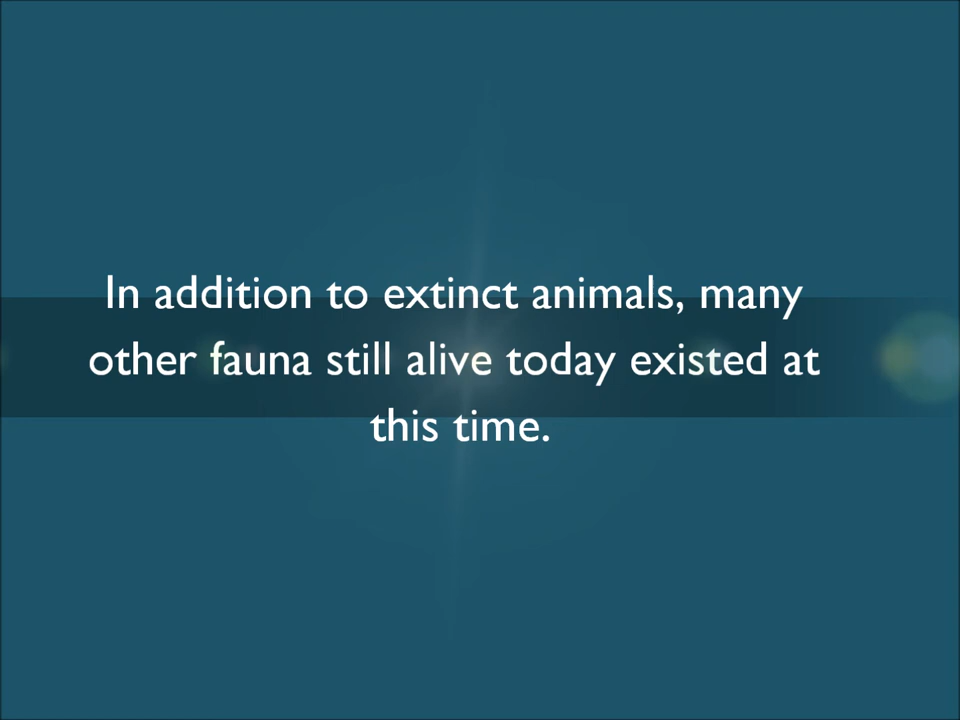 In addition to extinct animals, many
other fauna still alive today existed at
this time.